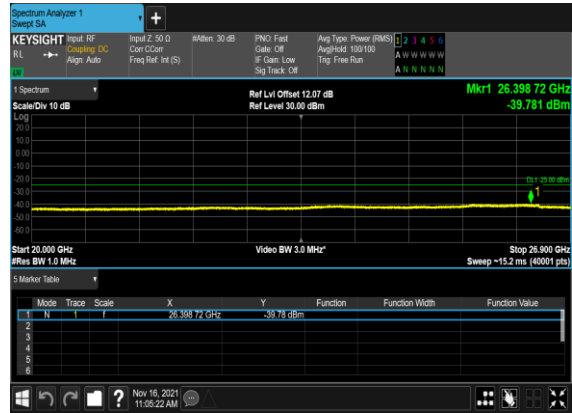 Spectrum Analyzer 1
Swept SA
+
KEYSIGHT Input: RF Input Z: 50 Ω #Atten: 30 dB PNO: Fast Avg Type: Power (RMS) 1 2 3 4 5 6
RL Coupling: DC Corr CCorr Gate: Off Avg|Hold: 100/100 A W W W W W
Align: Auto Freq Ref: Int (S) IF Gain: Low Trig: Free Run A N N N N N
Sig Track: Off
1 Spectrum Ref Lvl Offset 12.07 dB Mkr1 26.398 72 GHz
Scale/Div 10 dB Ref Level 30.00 dBm -39.781 dBm
Log
20.0
10.0
0.00
-10.0
-20.0
DL1 -25.00 dBm
-30.0
1
-40.0
-50.0
-60.0
Start 20.000 GHz Video BW 3.0 MHz* Stop 26.900 GHz
#Res BW 1.0 MHz Sweep ~15.2 ms (40001 pts)
5 Marker Table
Mode Trace Scale X Y Function Function Width Function Value
1 N 1 f 26.398 72 GHz -39.78 dBm
2
3
4
5
6
? Nov 16, 2021
11:05:22 AM